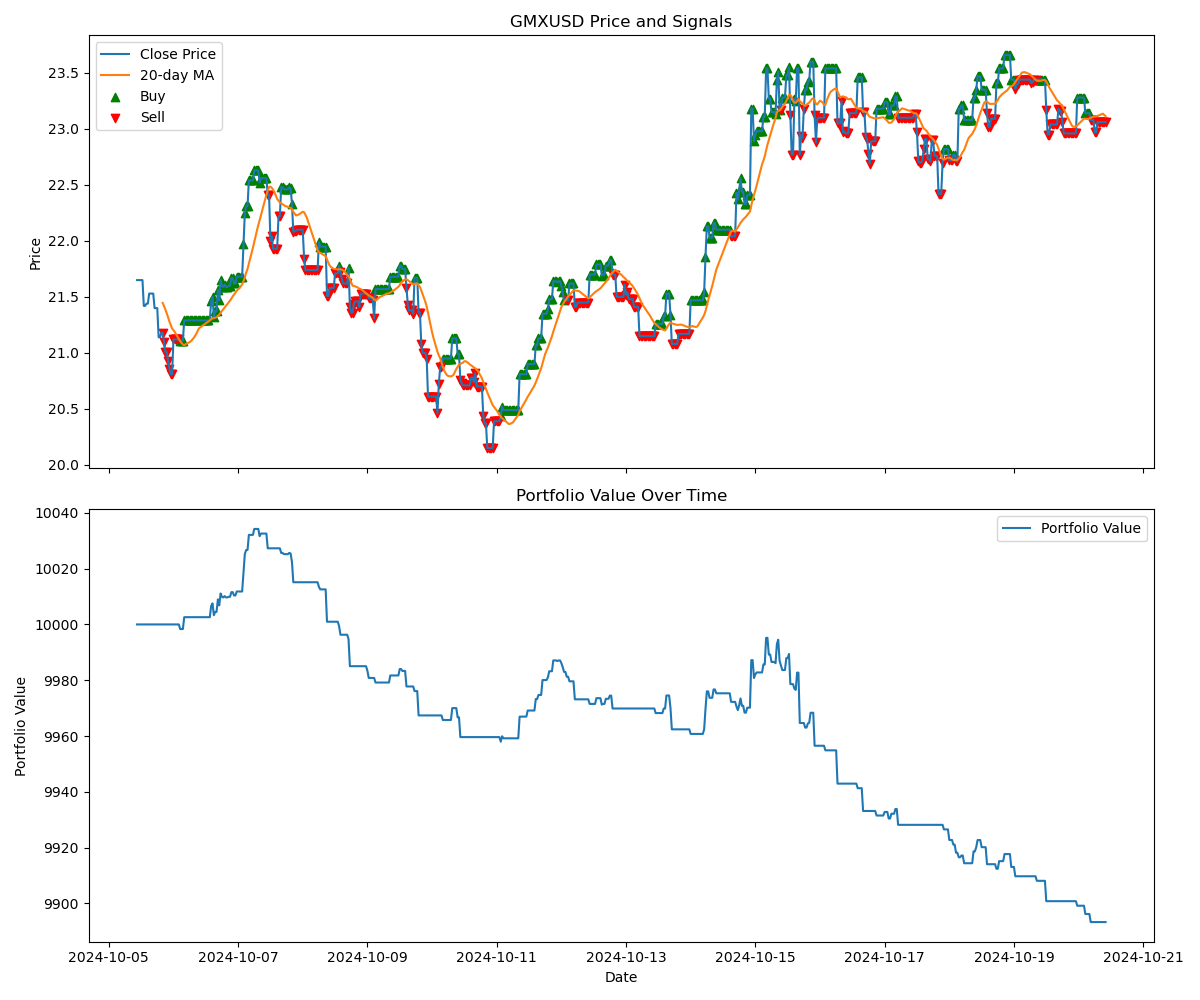 GMXUSD Price and Signals
Close Price
20-day MA
Buy
Sell
Price
23.5
23.0
22.5
22.0
21.5
21.0
20.5
20.0
Portfolio Value Over Time
Portfolio Value
Portfolio Value
10040
10020
10000
9980
9960
9940
9920
9900
2024-10-05
2024-10-07
2024-10-09
2024-10-11
2024-10-13
2024-10-15
2024-10-17
2024-10-19
2024-10-21
Date